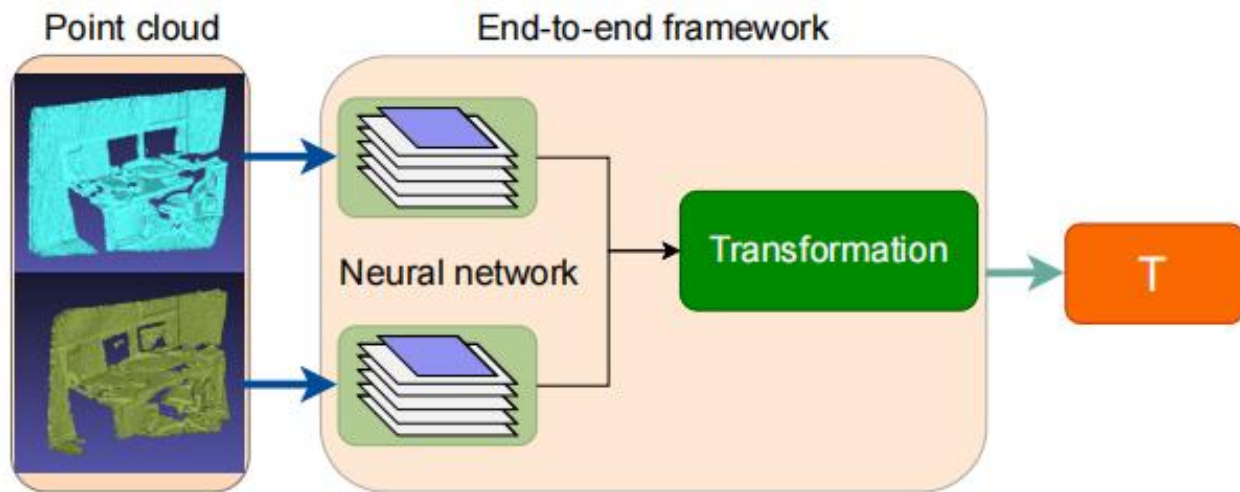 Point cloud
End-to-end framework
Neural network
Transformation
T